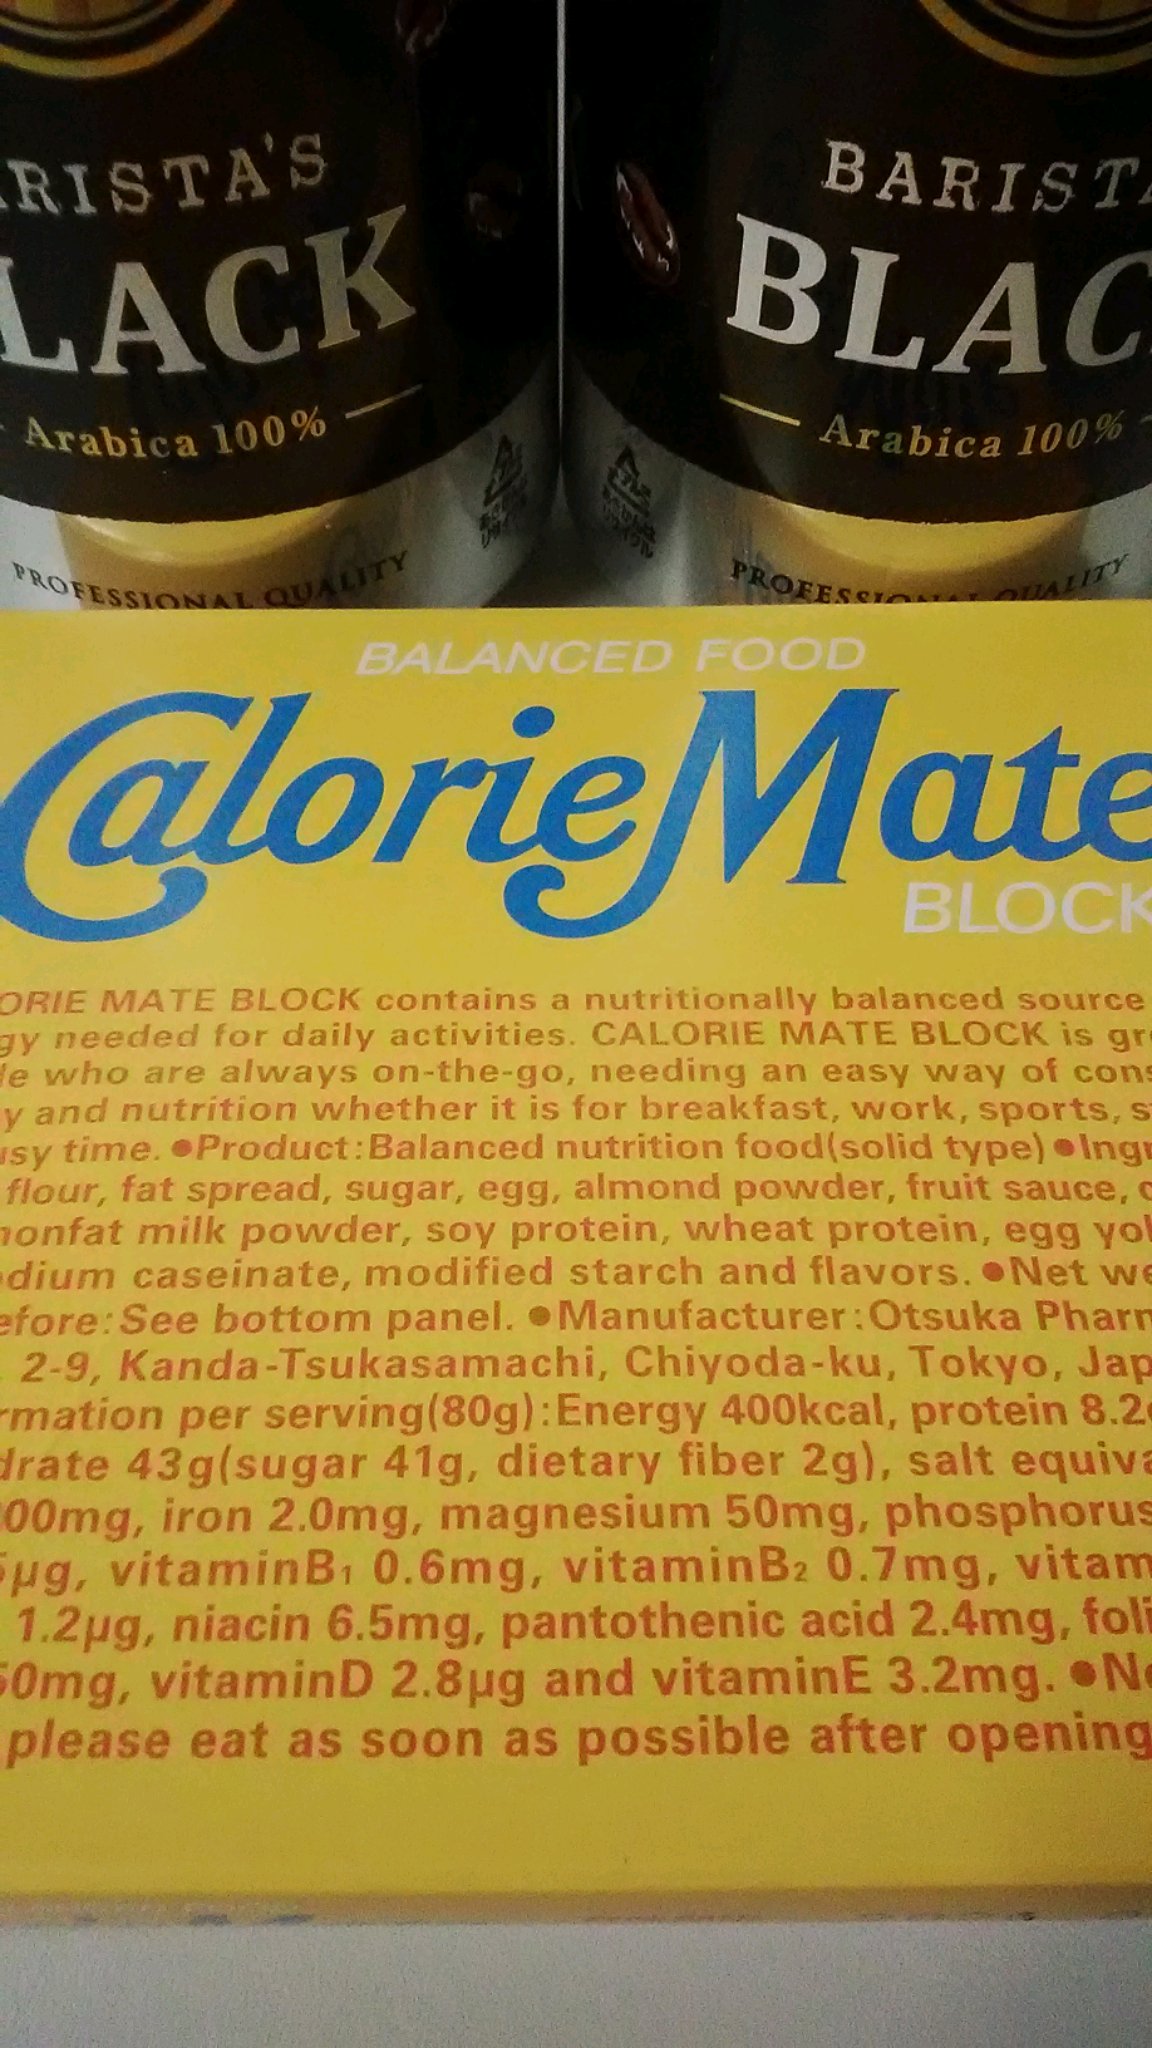 BARISTA'S
BLACK
Arabica 100%
PROFESSIONAL QUALITY
BARISTA
BLAC
Arabica 100%
PROFESSIONAL QUALITY
BALANCED FOOD
CalorieMate
BLOCK
ORIE MATE BLOCK contains a nutritionally balanced source
gy needed for daily activities. CALORIE MATE BLOCK is gr
le who are always on-the-go, needing an easy way of cons
y and nutrition whether it is for breakfast, work, sports, s
usy time. ●Product:Balanced nutrition food(solid type) ●Ingr
flour, fat spread, sugar, egg, almond powder, fruit sauce, c
nonfat milk powder, soy protein, wheat protein, egg yol
dium caseinate, modified starch and flavors. ●Net we
efore:See bottom panel. ●Manufacturer:Otsuka Pharm
2-9, Kanda-Tsukasamachi, Chiyoda-ku, Tokyo, Jap
rmation per serving(80g):Energy 400kcal, protein 8.2g
drate 43g(sugar 41g, dietary fiber 2g), salt equiva
00mg, iron 2.0mg, magnesium 50mg, phosphorus
5μg, vitaminB₁ 0.6mg, vitaminB₂ 0.7mg, vitam
1.2μg, niacin 6.5mg, pantothenic acid 2.4mg, foli
50mg, vitaminD 2.8μg and vitaminE 3.2mg. ●No
please eat as soon as possible after opening